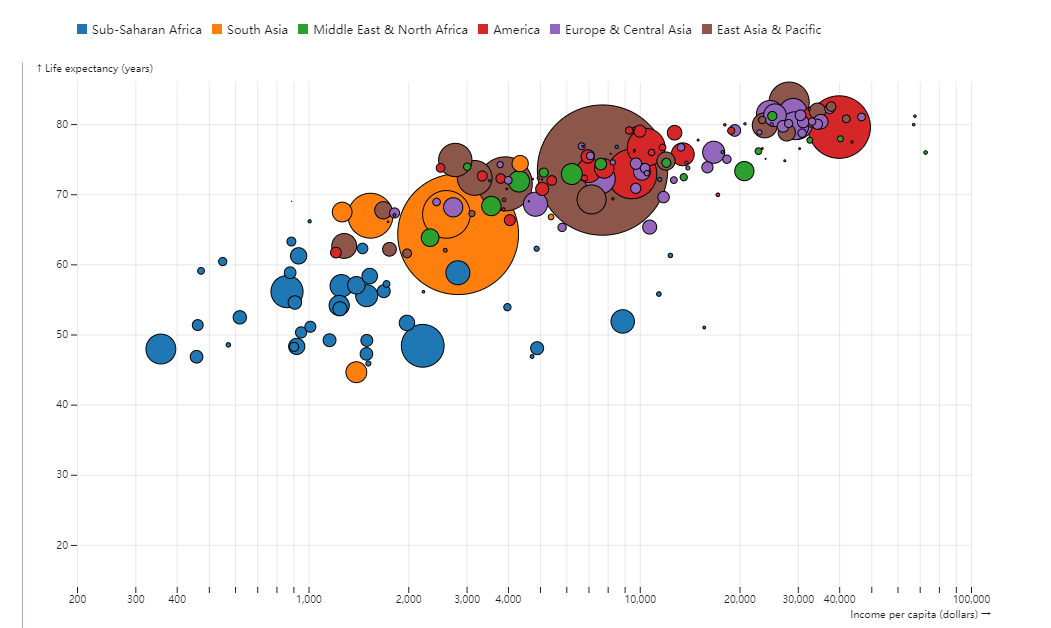 Sub-Saharan Africa South Asia Middle East & North Africa America Europe & Central Asia East Asia & Pacific
↑ Life expectancy (years)
80
70
60
50
40
30
20
200 300 400 1,000 2,000 3,000 4,000 10,000 20,000 30,000 40,000 100,000
Income per capita (dollars) →